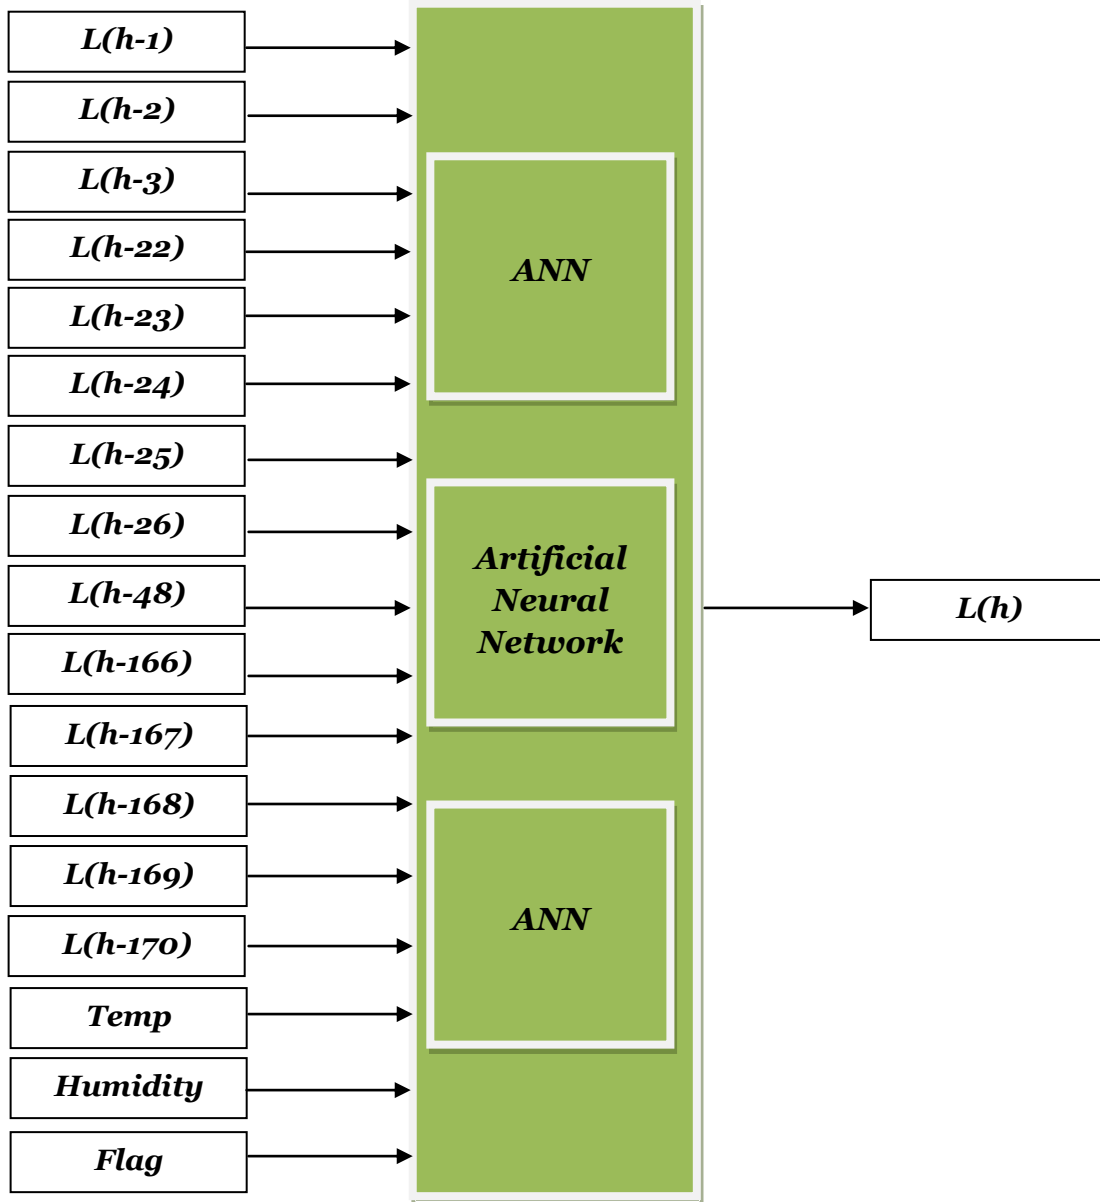 L(h-1)
L(h-2)
L(h-3)
L(h-22)
L(h-23)
L(h-24)
L(h-25)
L(h-26)
L(h-48)
L(h-166)
L(h-167)
L(h-168)
L(h-169)
L(h-170)
Temp
Humidity
Flag
ANN
Artificial
Neural
Network
ANN
L(h)